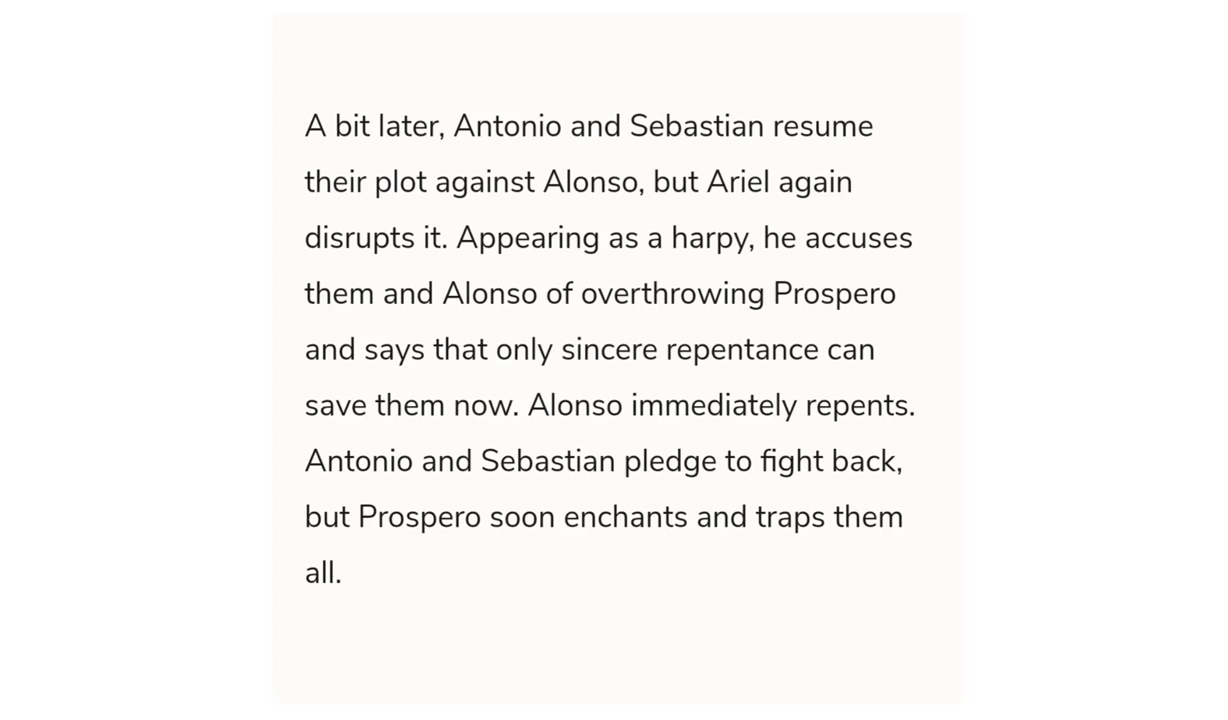 A bit later, Antonio and Sebastian resume
their plot against Alonso, but Ariel again
disrupts it. Appearing as a harpy, he accuses
them and Alonso of overthrowing Prospero
and says that only sincere repentance can
save them now. Alonso immediately repents.
Antonio and Sebastian pledge to fight back,
but Prospero soon enchants and traps them
all.